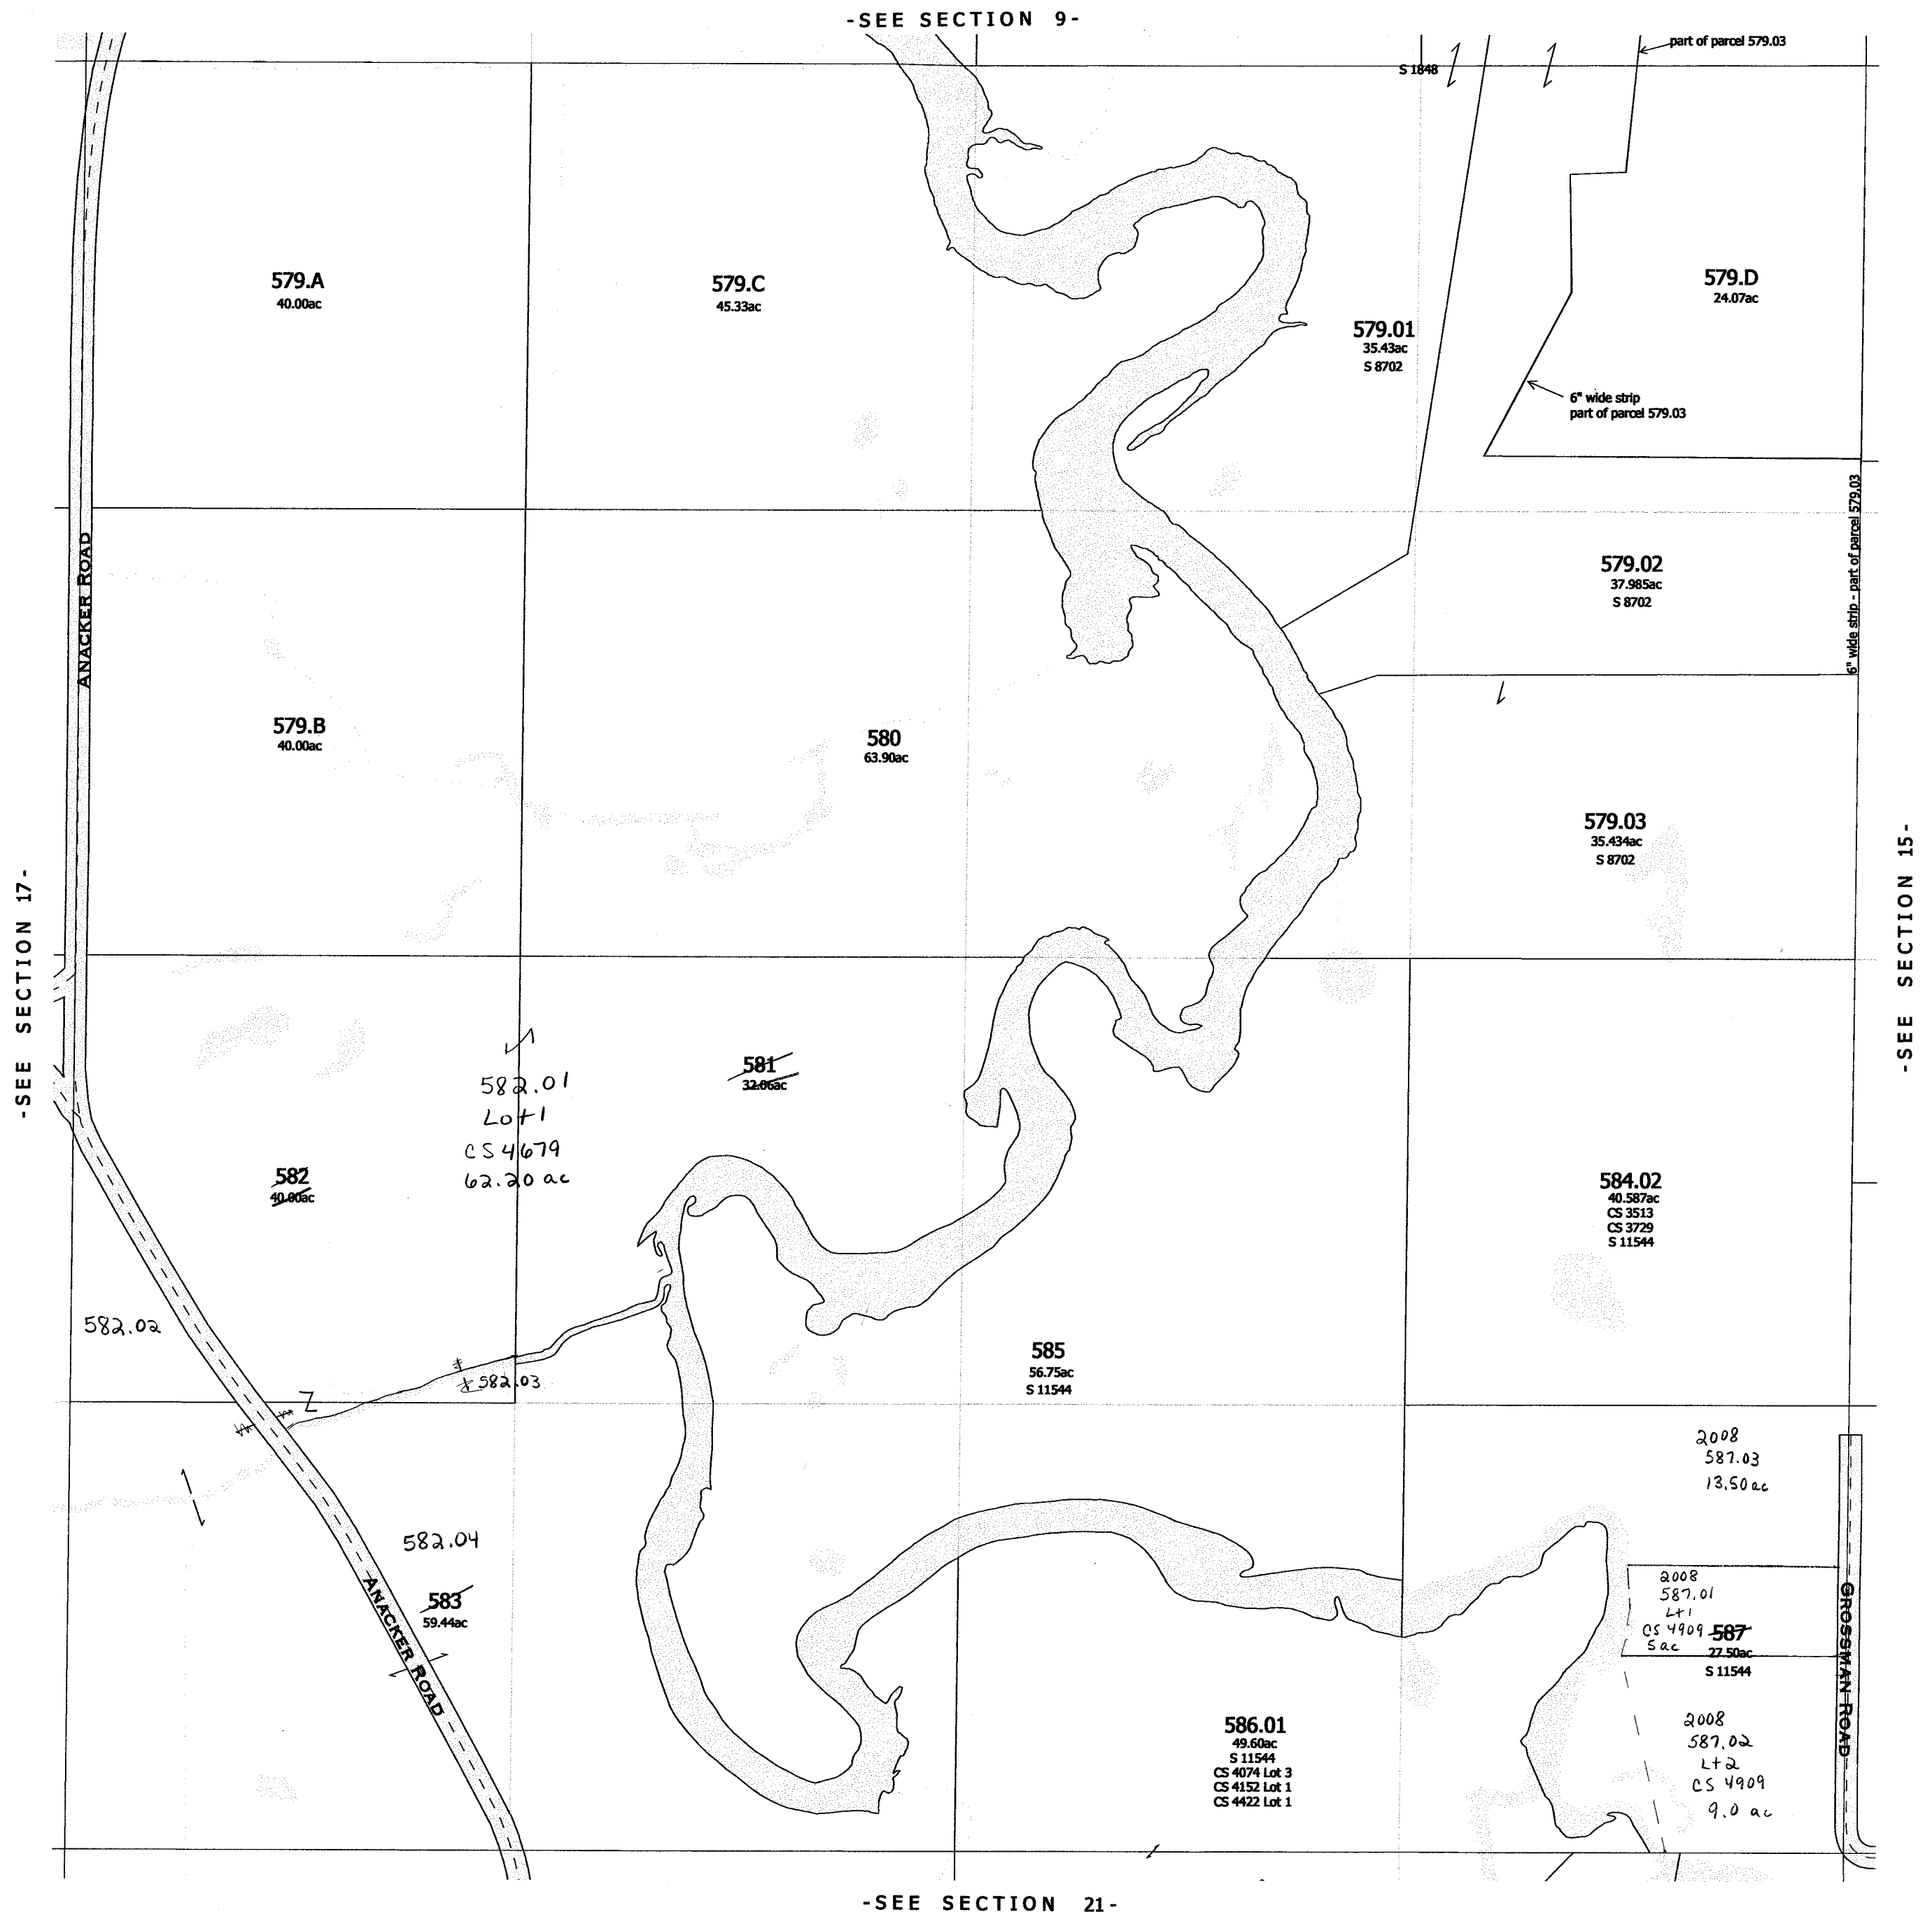 -SEE SECTION 9-
part of parcel 579.03
S 1848
579.A
40.00ac
579.C
45.33ac
579.D
24.07ac
579.01
35.43ac
S 8702
6" wide strip
part of parcel 579.03
6" wide strip - part of parcel 579.03
ANACKER ROAD
579.02
37.985ac
S 8702
579.B
40.00ac
580
63.90ac
579.03
35.434ac
S 8702
-SEE SECTION 17-
-SEE SECTION 15-
581
32.06ac
582.01
Lot 1
CS 4679
62.20 ac
582
40.00ac
584.02
40.587ac
CS 3513
CS 3729
S 11544
582.02
585
56.75ac
S 11544
582.03
2008
587.03
13.50 ac
582.04
583
59.44ac
ANACKER ROAD
2008
587.01
Lt 1
CS 4909
5 ac
587
27.50ac
S 11544
GROSSMAN ROAD
586.01
49.60ac
S 11544
CS 4074 Lot 3
CS 4152 Lot 1
CS 4422 Lot 1
2008
587.02
Lt 2
CS 4909
9.0 ac
-SEE SECTION 21-